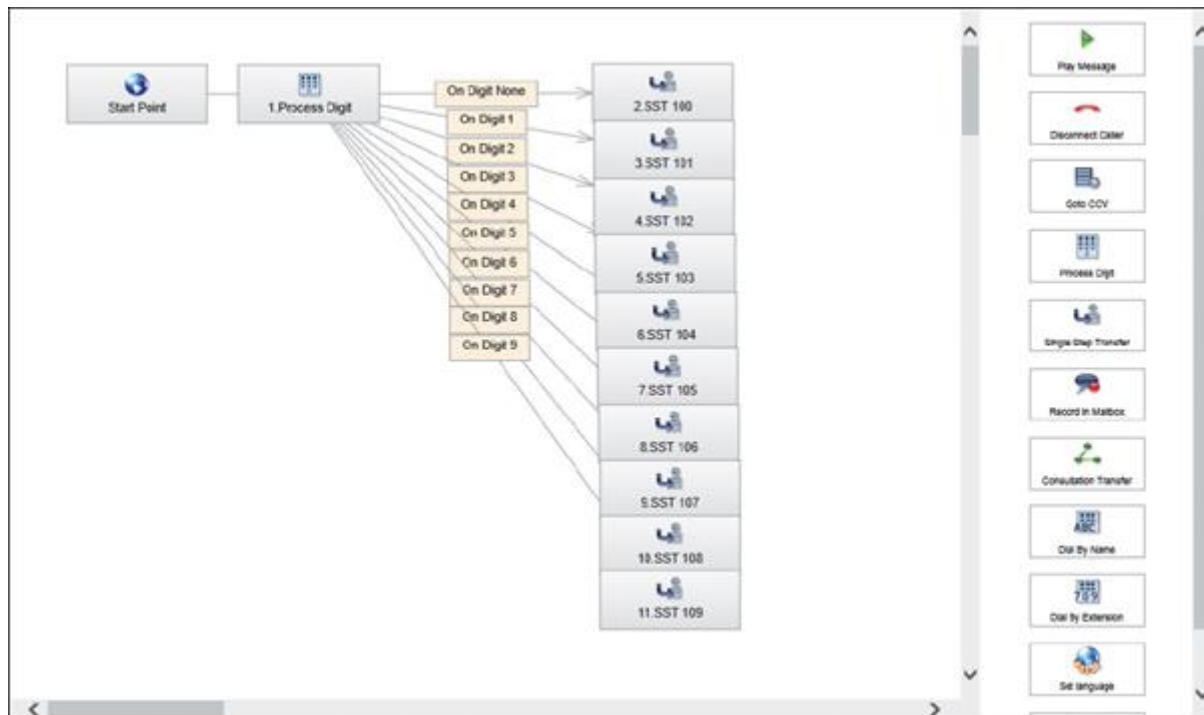 Start Point
1.Process Digit
On Digit None
On Digit 1
On Digit 2
On Digit 3
On Digit 4
On Digit 5
On Digit 6
On Digit 7
On Digit 8
On Digit 9
2.SST 100
3.SST 101
4.SST 102
5.SST 103
6.SST 104
7.SST 105
8.SST 106
9.SST 107
10.SST 108
11.SST 109
Play Message
Disconnect Caller
Goto CCV
Process Digit
Single Step Transfer
Record in Mailbox
Consultation Transfer
ABC
Dial By Name
709
Dial by Extension
Set language